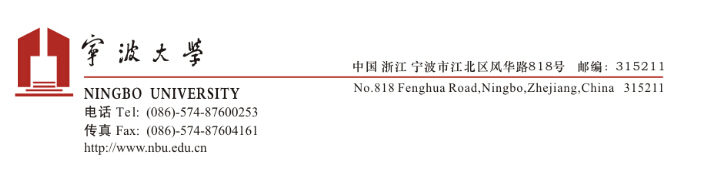 寧波大學
中国 浙江 宁波市江北区风华路818号 邮编: 315211
NINGBO UNIVERSITY
No.818 Fenghua Road,Ningbo,Zhejiang,China 315211
电话 Tel: (086)-574-87600253
传真 Fax: (086)-574-87604161
http://www.nbu.edu.cn